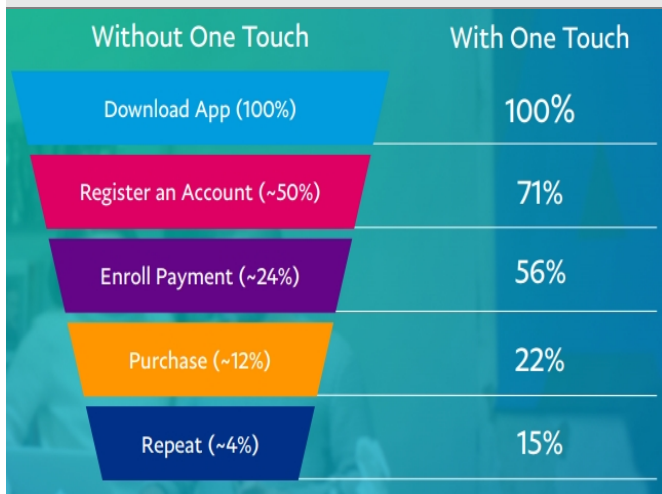 Without One Touch With One Touch
Download App (100%) 100%
Register an Account (~50%) 71%
Enroll Payment (~24%) 56%
Purchase (~12%) 22%
Repeat (~4%) 15%